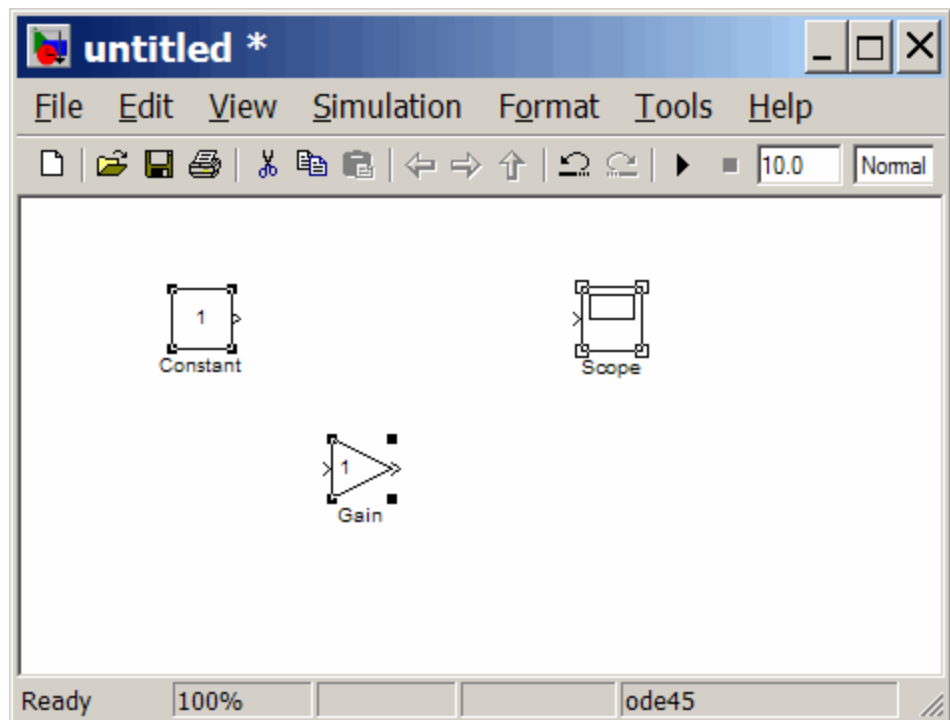 untitled *
File Edit View Simulation Format Tools Help
10.0 Normal
1
Constant
Scope
1
Gain
Ready 100% ode45